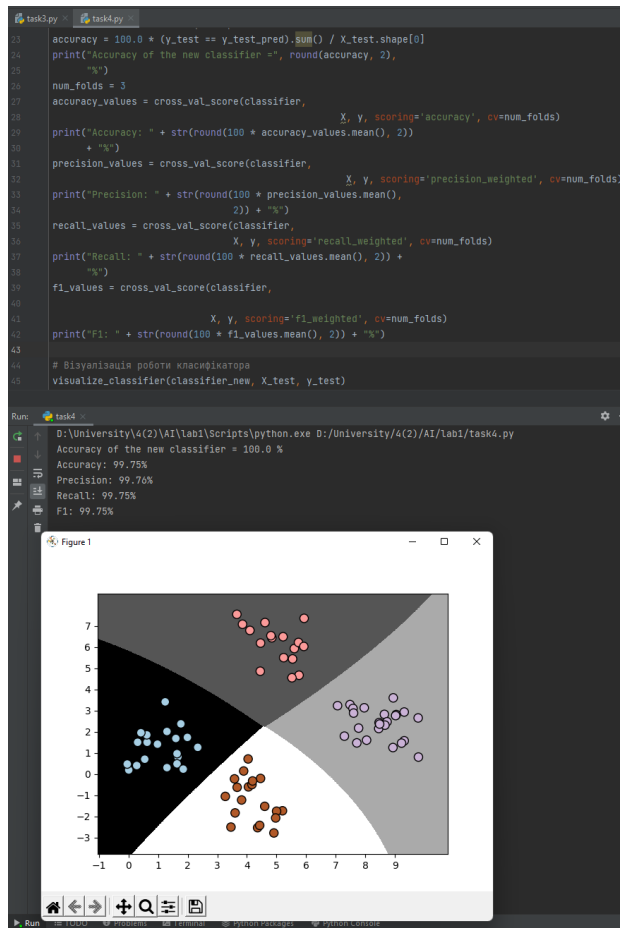 task3.py × task4.py ×
23 accuracy = 100.0 * (y_test == y_test_pred).sum() / X_test.shape[0]
24 print("Accuracy of the new classifier =", round(accuracy, 2),
25 "%")
26 num_folds = 3
27 accuracy_values = cross_val_score(classifier,
28 X, y, scoring='accuracy', cv=num_folds)
29 print("Accuracy: " + str(round(100 * accuracy_values.mean(), 2))
30 + "%")
31 precision_values = cross_val_score(classifier,
32 X, y, scoring='precision_weighted', cv=num_folds)
33 print("Precision: " + str(round(100 * precision_values.mean(),
34 2)) + "%")
35 recall_values = cross_val_score(classifier,
36 X, y, scoring='recall_weighted', cv=num_folds)
37 print("Recall: " + str(round(100 * recall_values.mean(), 2)) +
38 "%")
39 f1_values = cross_val_score(classifier,
40
41 X, y, scoring='f1_weighted', cv=num_folds)
42 print("F1: " + str(round(100 * f1_values.mean(), 2)) + "%")
43
44 # Візуалізація роботи класифікатора
45 visualize_classifier(classifier_new, X_test, y_test)
Run: task4 ×
D:\University\4(2)\AI\lab1\Scripts\python.exe D:/University/4(2)/AI/lab1/task4.py
Accuracy of the new classifier = 100.0 %
Accuracy: 99.75%
Precision: 99.76%
Recall: 99.75%
F1: 99.75%
Figure 1
7
6
5
4
3
2
1
0
−1
−2
−3
−1 0 1 2 3 4 5 6 7 8 9
Run TODO Problems Terminal Python Packages Python Console